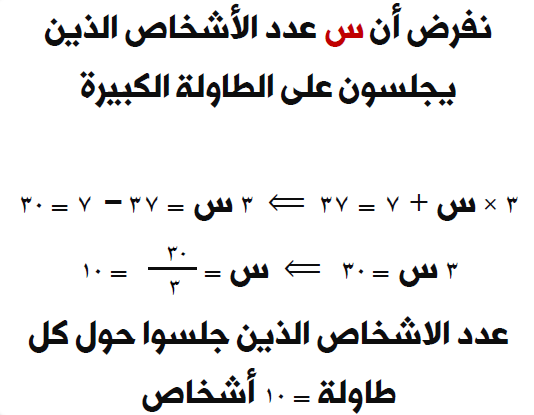 نفرض أن س عدد الأشخاص الذين
يجلسون على الطاولة الكبيرة
٣ × س + ٧ = ٣٧ ⟸ ٣ س = ٣٧ − ٧ = ٣٠
٣ س = ٣٠ ⟸ س = ٣٠/٣ = ١٠
عدد الاشخاص الذين جلسوا حول كل
طاولة = ١٠ أشخاص